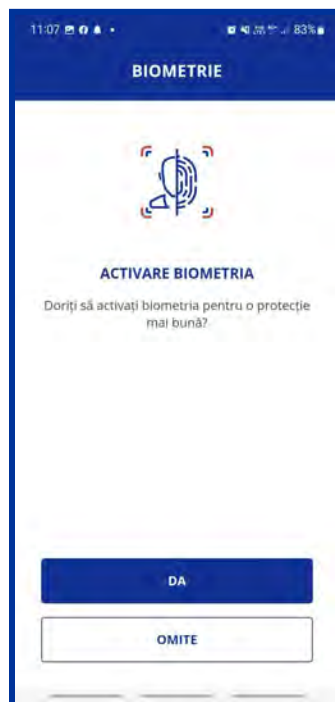 11:07
83%
BIOMETRIE
ACTIVARE BIOMETRIA
Doriți să activați biometria pentru o protecție
mai bună?
DA
OMITE